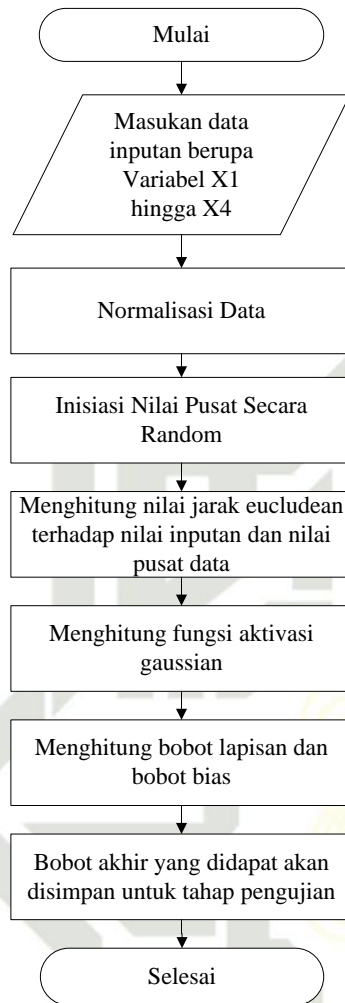 Mulai
Masukan data
inputan berupa
Variabel X1
hingga X4
Normalisasi Data
Inisiasi Nilai Pusat Secara
Random
Menghitung nilai jarak eucludean
terhadap nilai inputan dan nilai
pusat data
Menghitung fungsi aktivasi
gaussian
Menghitung bobot lapisan dan
bobot bias
Bobot akhir yang didapat akan
disimpan untuk tahap pengujian
Selesai